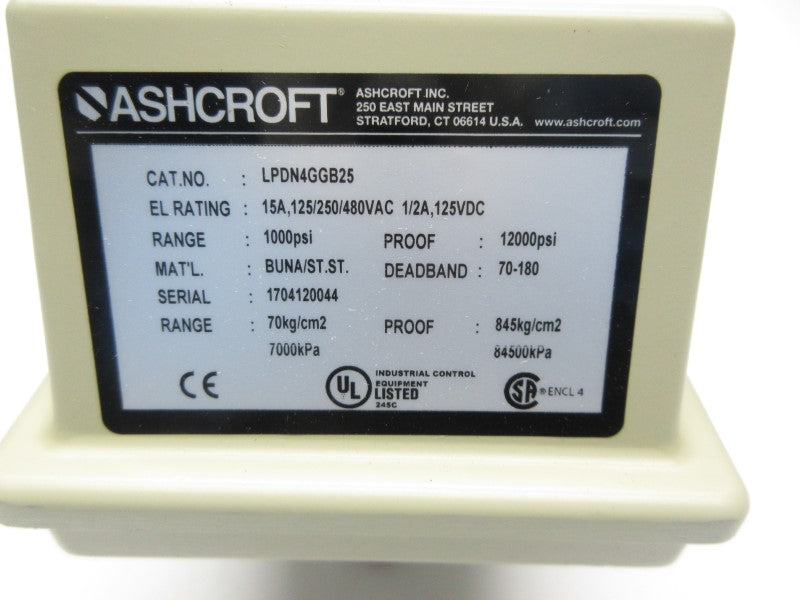 ASHCROFT® ASHCROFT INC.
250 EAST MAIN STREET
STRATFORD, CT 06614 U.S.A. www.ashcroft.com
CAT.NO. : LPDN4GGB25
EL RATING : 15A,125/250/480VAC 1/2A,125VDC
RANGE : 1000psi PROOF : 12000psi
MAT'L. : BUNA/ST.ST. DEADBAND : 70-180
SERIAL : 1704120044
RANGE : 70kg/cm2 PROOF : 845kg/cm2
7000kPa 84500kPa
CE UL INDUSTRIAL CONTROL
EQUIPMENT
LISTED
245C
SA ® ENCL 4